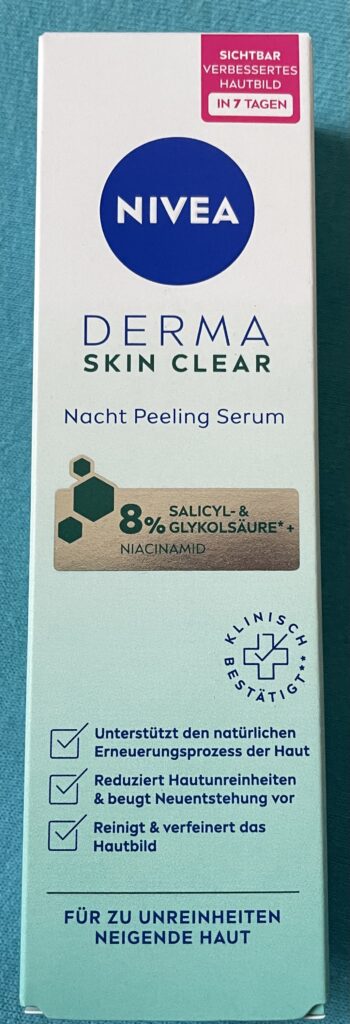 SICHTBAR
VERBESSERTES
HAUTBILD
IN 7 TAGEN
NIVEA
DERMA
SKIN CLEAR
Nacht Peeling Serum
8% SALICYL- &
GLYKOLSÄURE* +
NIACINAMID
KLINISCH
BESTÄTIGT**
Unterstützt den natürlichen
Erneuerungsprozess der Haut
Reduziert Hautunreinheiten
& beugt Neuentstehung vor
Reinigt & verfeinert das
Hautbild
FÜR ZU UNREINHEITEN
NEIGENDE HAUT